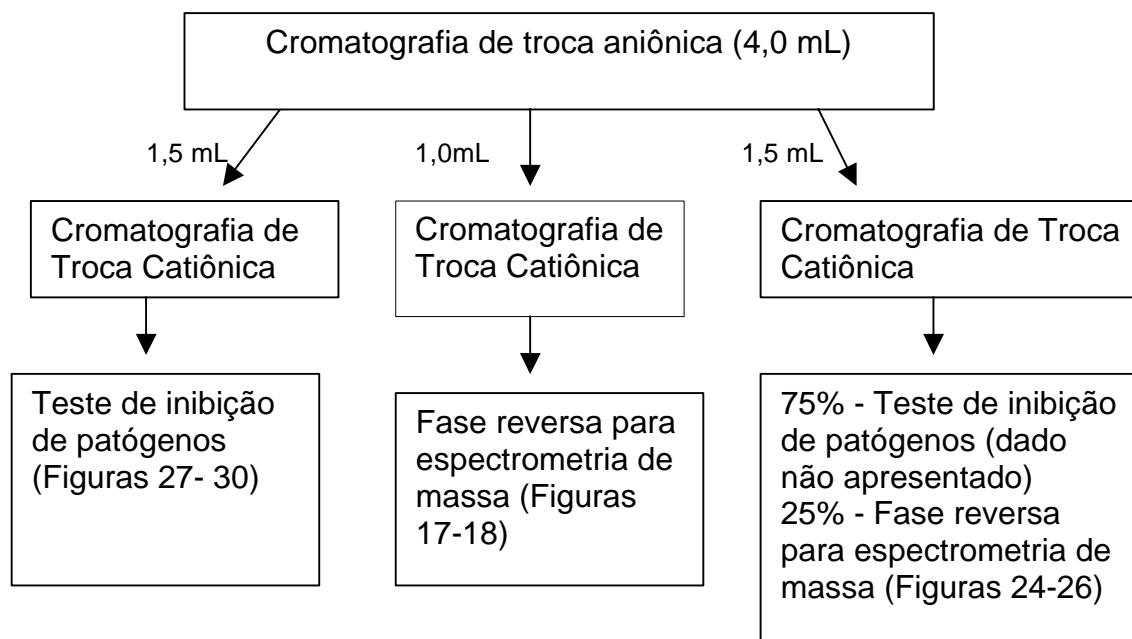 Cromatografia de troca aniônica (4,0 mL)
1,5 mL
1,0mL
1,5 mL
Cromatografia de
Troca Catiônica
Cromatografia de
Troca Catiônica
Cromatografia de Troca
Catiônica
Teste de inibição
de patógenos
(Figuras 27- 30)
Fase reversa para
espectrometria de
massa (Figuras
17-18)
75% - Teste de inibição
de patógenos (dado
não apresentado)
25% - Fase reversa
para espectrometria de
massa (Figuras 24-26)